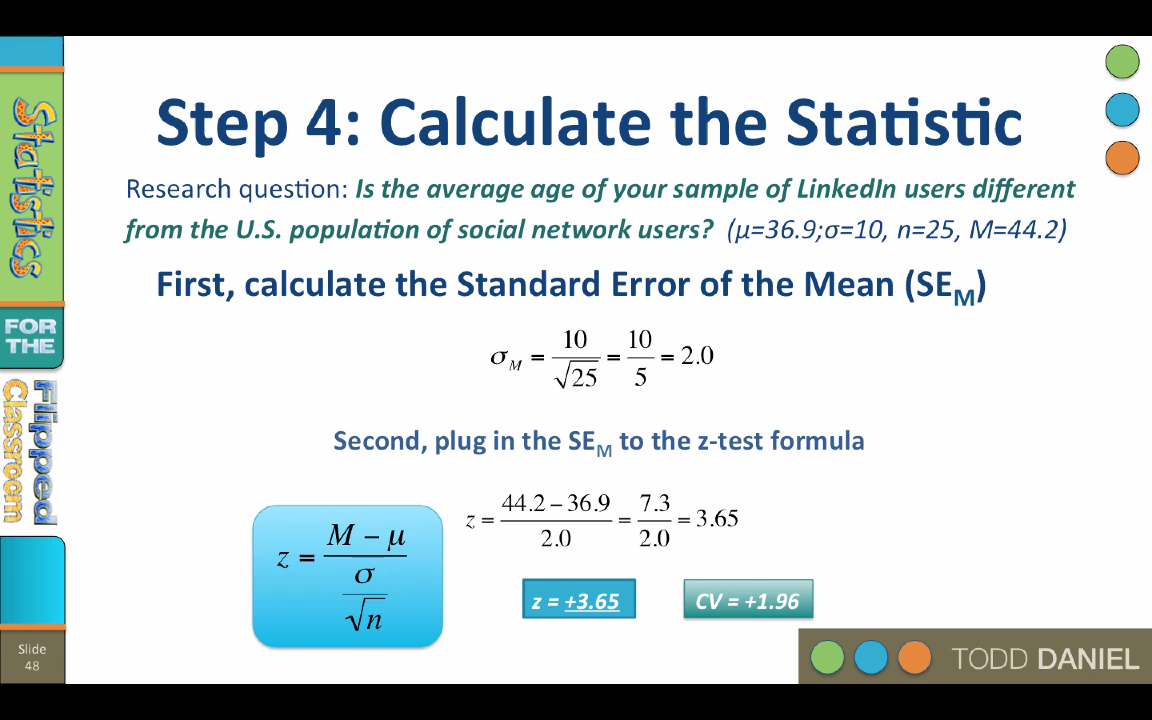 Step 4: Calculate the Statistic
Research question: Is the average age of your sample of LinkedIn users different
from the U.S. population of social network users? (μ=36.9;σ=10, n=25, M=44.2)
First, calculate the Standard Error of the Mean (SE_M)
σ_M = 10/√25 = 10/5 = 2.0
Second, plug in the SE_M to the z-test formula
z = (44.2 − 36.9)/2.0 = 7.3/2.0 = 3.65
z = (M − μ)/(σ/√n)
z = +3.65
CV = +1.96
Statistics
FOR
THE
Flipped
Classroom
Slide
48
TODD DANIEL